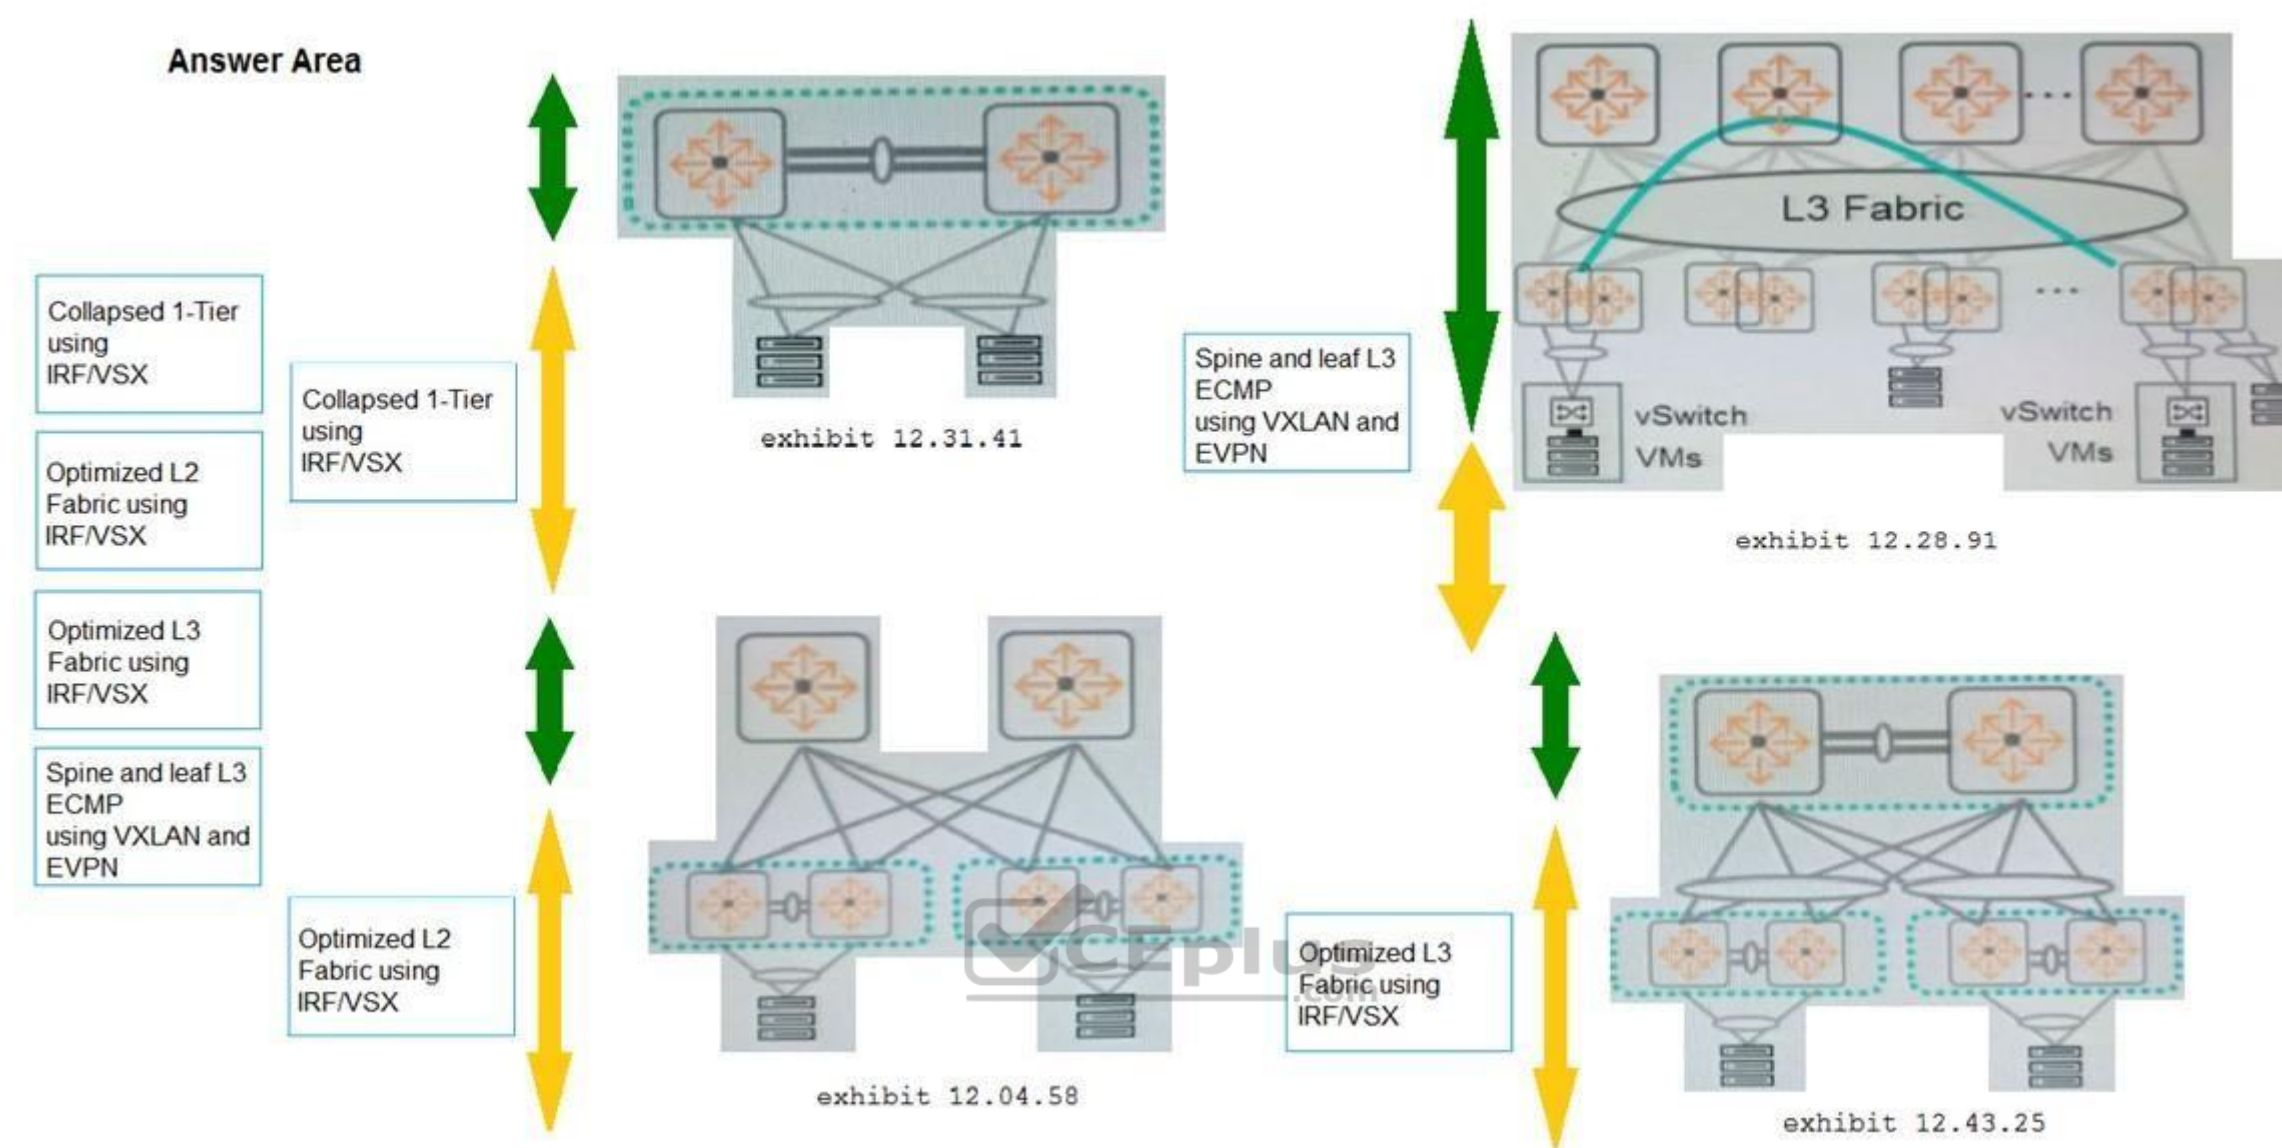 Answer Area
Collapsed 1-Tier
using
IRF/VSX
Optimized L2
Fabric using
IRF/VSX
Optimized L3
Fabric using
IRF/VSX
Spine and leaf L3
ECMP
using VXLAN and
EVPN
Collapsed 1-Tier
using
IRF/VSX
exhibit 12.31.41
Spine and leaf L3
ECMP
using VXLAN and
EVPN
L3 Fabric
vSwitch
VMs
vSwitch
VMs
exhibit 12.28.91
Optimized L2
Fabric using
IRF/VSX
exhibit 12.04.58
CEplus
.com
Optimized L3
Fabric using
IRF/VSX
exhibit 12.43.25